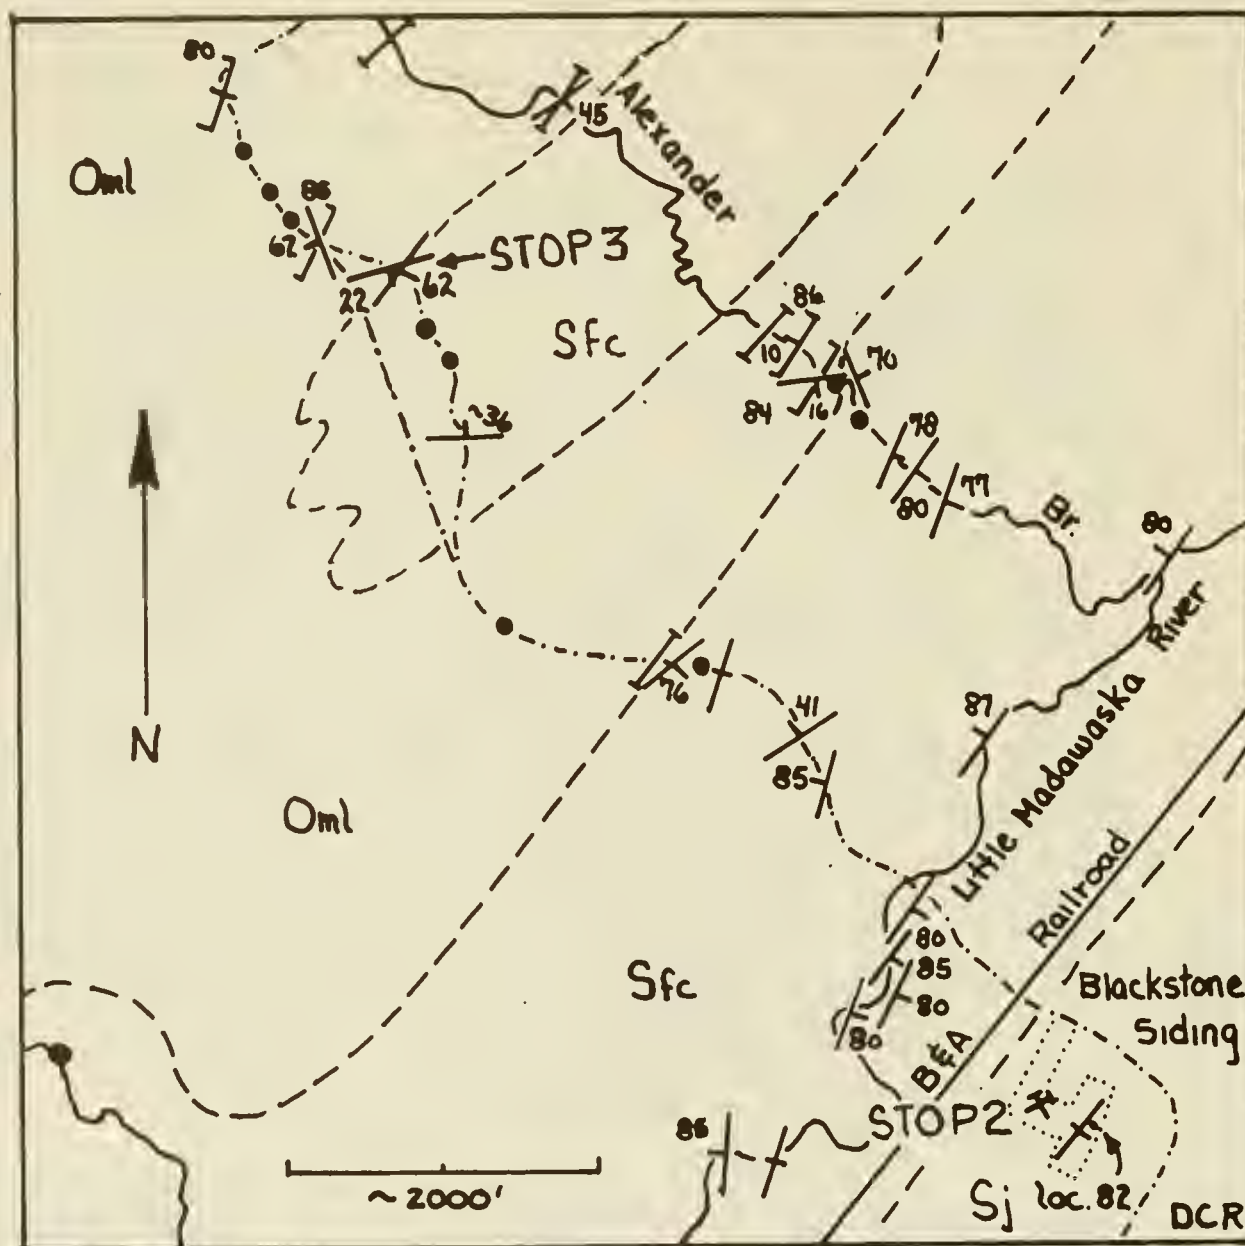 80
Oml
45
Alexander
86
62
STOP 3
22
62
Sfc
86
10
70
84
16
~36
78
80
77
Br.
80
N
76
41
85
87
Little Madawaska River
Oml
Railroad
Sfc
80
85
80
80
Blackstone
Siding
B&A
86
STOP 2
~2000'
Sj
loc. 82
DCR